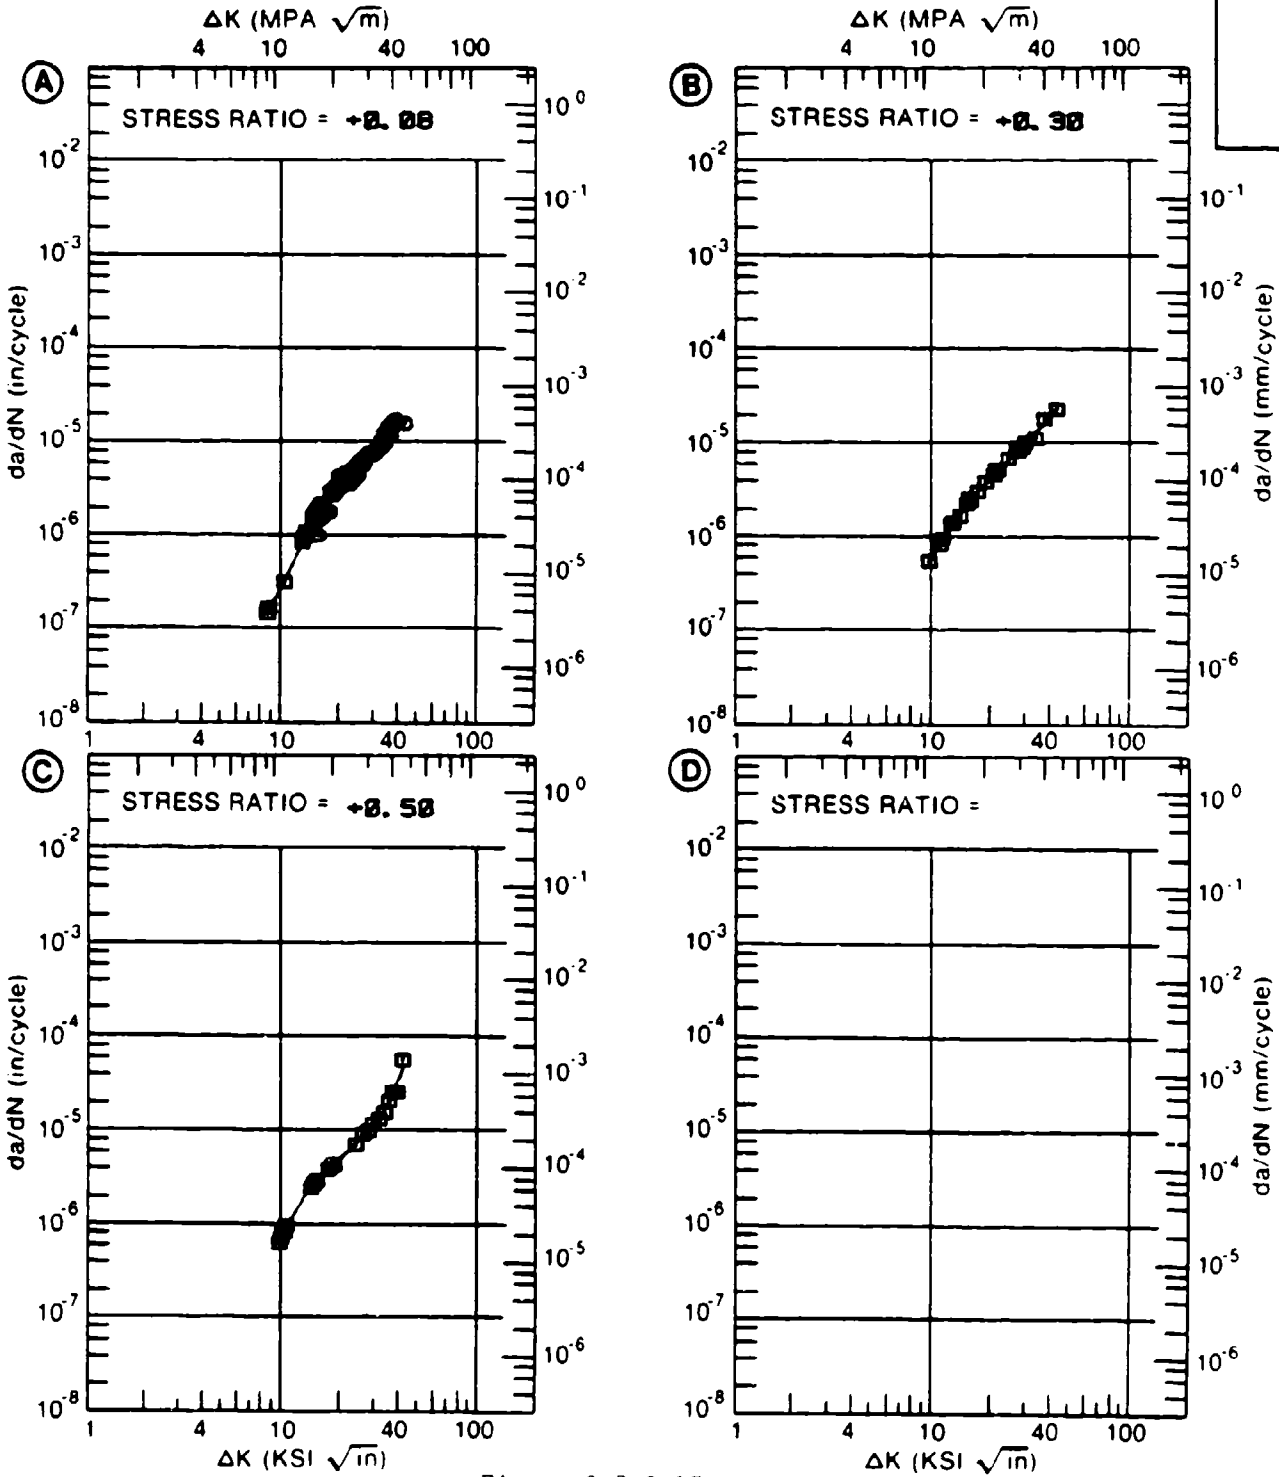 ΔK (MPA √m)
4 10 40 100
ΔK (MPA √m)
4 10 40 100
A
STRESS RATIO = +0.08
da/dN (in/cycle)
10-2
10-3
10-4
10-5
10-6
10-7
10-8
100
10-1
10-2
10-3
10-4
10-5
10-6
1 4 10 40 100
B
STRESS RATIO = +0.30
10-2
10-3
10-4
10-5
10-6
10-7
10-8
10-1
10-2
10-3
10-4
10-5
10-6
da/dN (mm/cycle)
1 4 10 40 100
C
STRESS RATIO = +0.50
da/dN (in/cycle)
10-2
10-3
10-4
10-5
10-6
10-7
10-8
100
10-1
10-2
10-3
10-4
10-5
10-6
1 4 10 40 100
ΔK (KSI √in)
D
STRESS RATIO =
10-2
10-3
10-4
10-5
10-6
10-7
10-8
100
10-1
10-2
10-3
10-4
10-5
10-6
da/dN (mm/cycle)
1 4 10 40 100
ΔK (KSI √in)